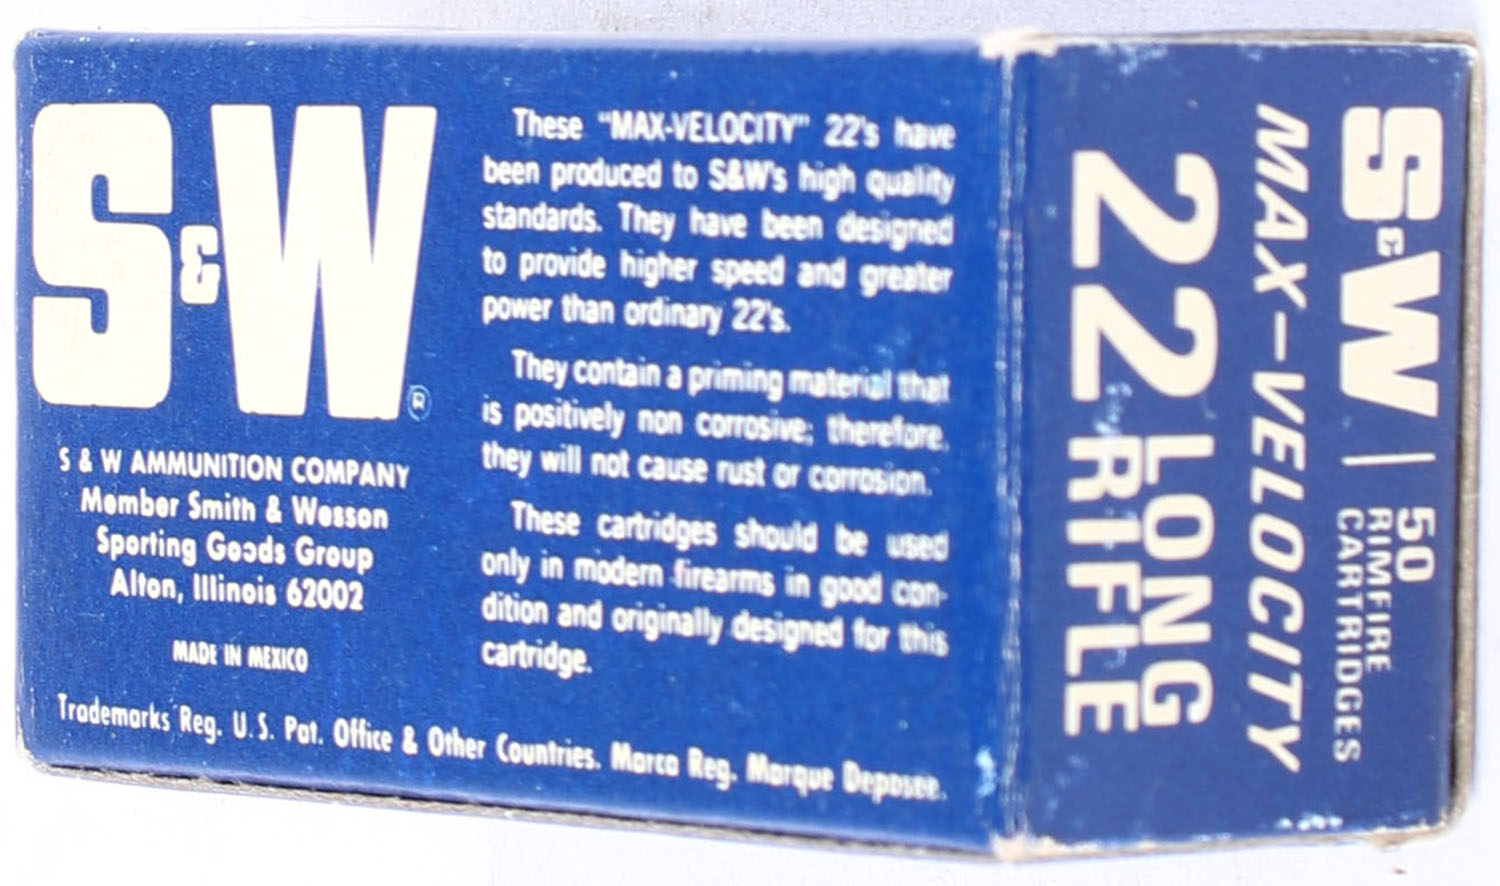 S&W®
S & W AMMUNITION COMPANY
Member Smith & Wesson
Sporting Goods Group
Alton, Illinois 62002
MADE IN MEXICO
These "MAX-VELOCITY" 22's have
been produced to S&W's high quality
standards. They have been designed
to provide higher speed and greater
power than ordinary 22's.
They contain a priming material that
is positively non corrosive; therefore,
they will not cause rust or corrosion.
These cartridges should be used
only in modern firearms in good con-
dition and originally designed for this
cartridge.
Trademarks Reg. U.S. Pat. Office & Other Countries. Marca Reg. Marque Deposee.
S&W | 50
RIMFIRE
CARTRIDGES
MAX-VELOCITY
22 LONG
RIFLE